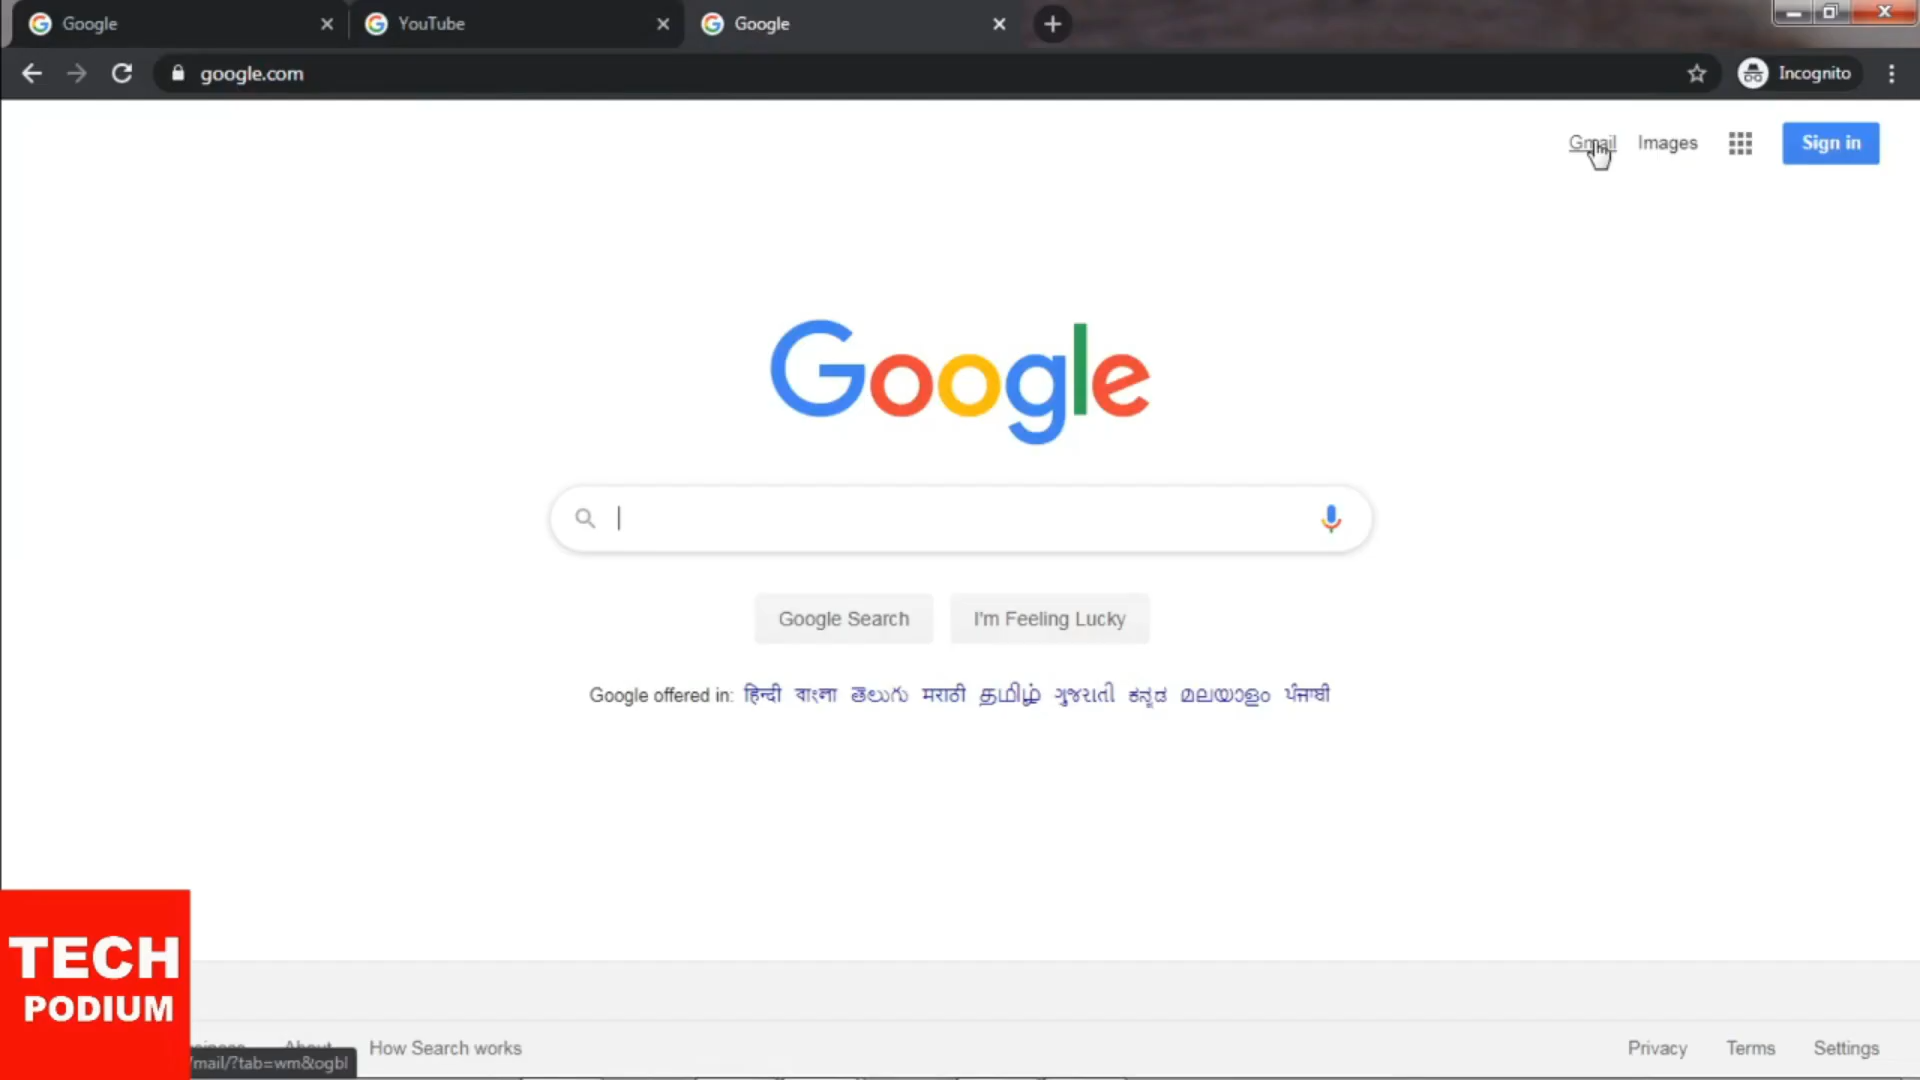 Google
YouTube
Google
google.com
Incognito
Gmail Images Sign in
Google
Google Search I'm Feeling Lucky
Google offered in: हिन्दी বাংলা తెలుగు मराठी தமிழ் ગુજરાતી ಕನ್ನಡ മലയാളം ਪੰਜਾਬੀ
TECH
PODIUM
About How Search works Privacy Terms Settings
/mail/?tab=wm&ogbl